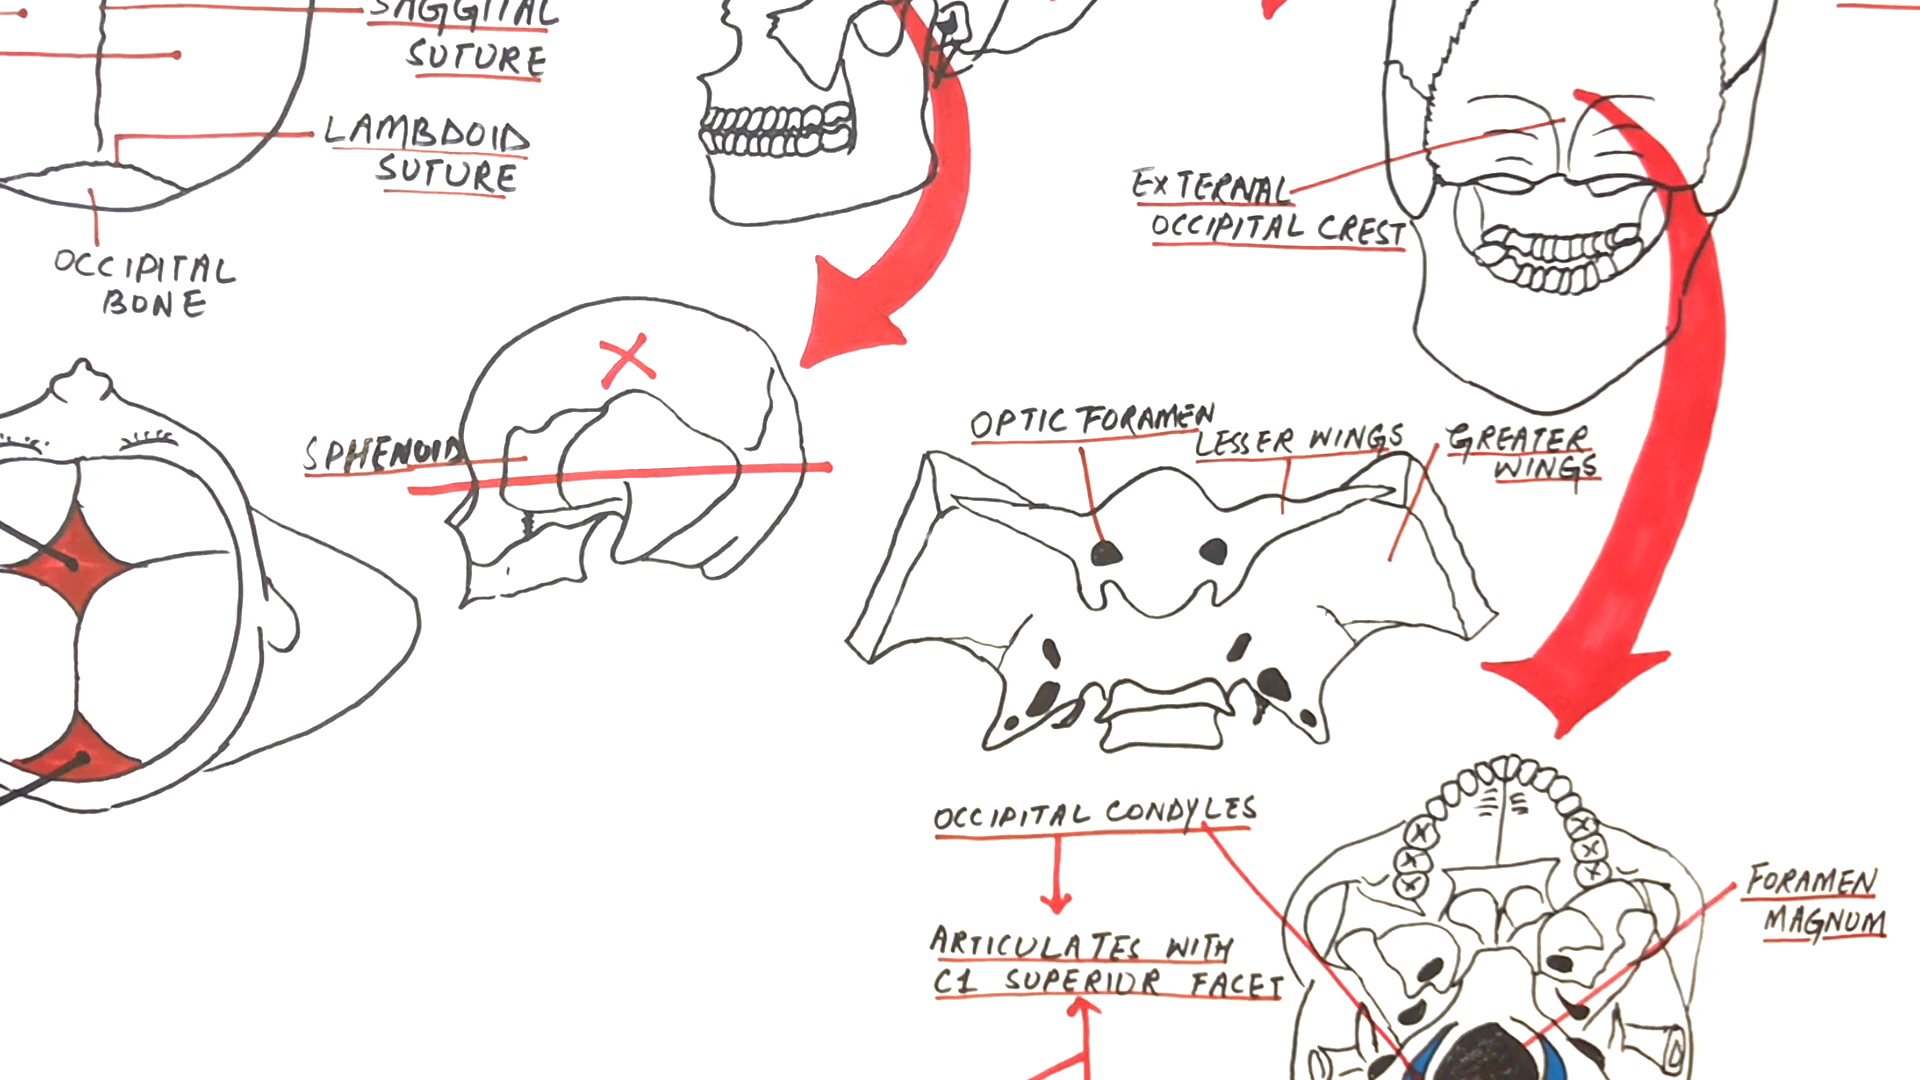 SAGGITAL
SUTURE
LAMBDOID
SUTURE
OCCIPITAL
BONE
EXTERNAL
OCCIPITAL CREST
SPHENOID
OPTIC FORAMEN
LESSER WINGS
GREATER
WINGS
OCCIPITAL CONDYLES
ARTICULATES WITH
C1 SUPERIOR FACET
FORAMEN
MAGNUM